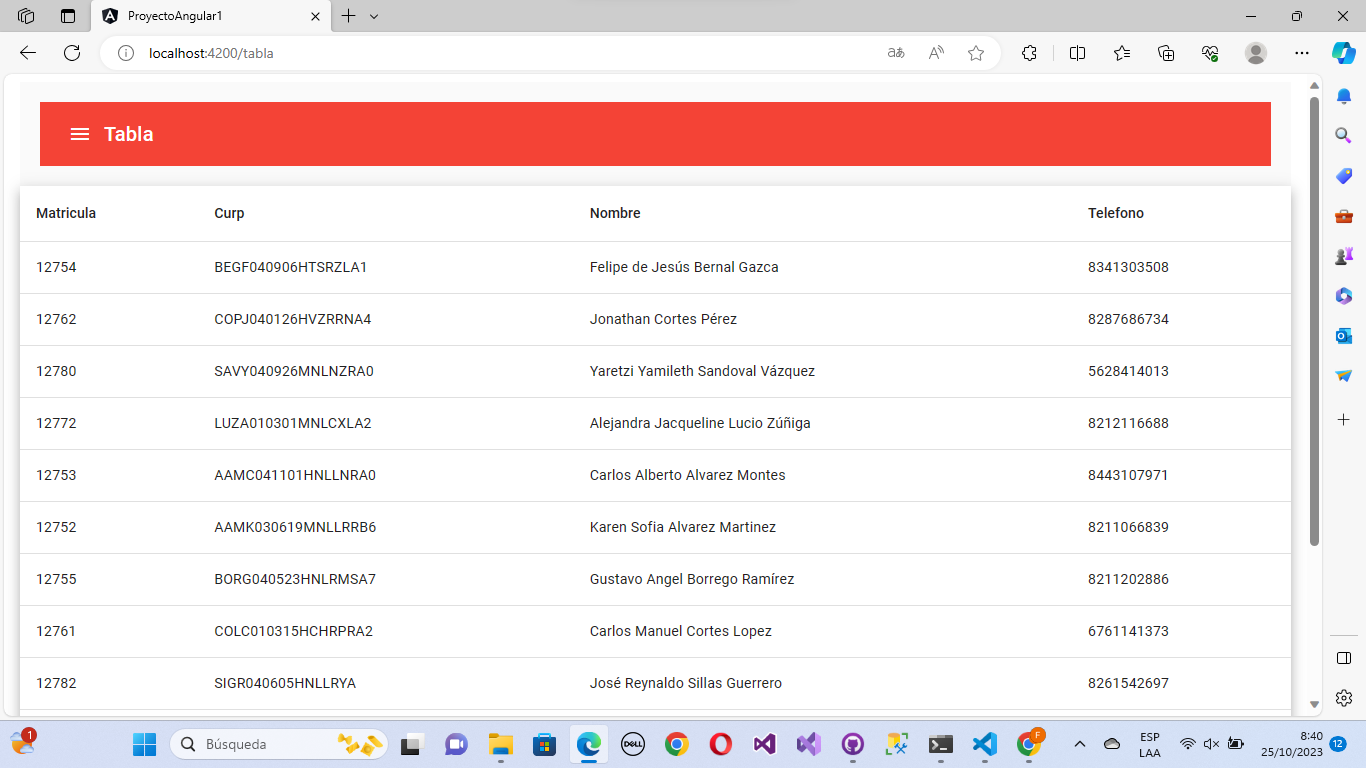 ProyectoAngular1
localhost:4200/tabla
Tabla
Matricula Curp Nombre Telefono
12754 BEGF040906HTSRZLA1 Felipe de Jesús Bernal Gazca 8341303508
12762 COPJ040126HVZRRNA4 Jonathan Cortes Pérez 8287686734
12780 SAVY040926MNLNZRA0 Yaretzi Yamileth Sandoval Vázquez 5628414013
12772 LUZA010301MNLCXLA2 Alejandra Jacqueline Lucio Zúñiga 8212116688
12753 AAMC041101HNLLNRA0 Carlos Alberto Alvarez Montes 8443107971
12752 AAMK030619MNLLRRB6 Karen Sofia Alvarez Martinez 8211066839
12755 BORG040523HNLRMSA7 Gustavo Angel Borrego Ramírez 8211202886
12761 COLC010315HCHRPRA2 Carlos Manuel Cortes Lopez 6761141373
12782 SIGR040605HNLLRYA José Reynaldo Sillas Guerrero 8261542697
1 Búsqueda DELL F ESP 8:40
LAA 25/10/2023 12